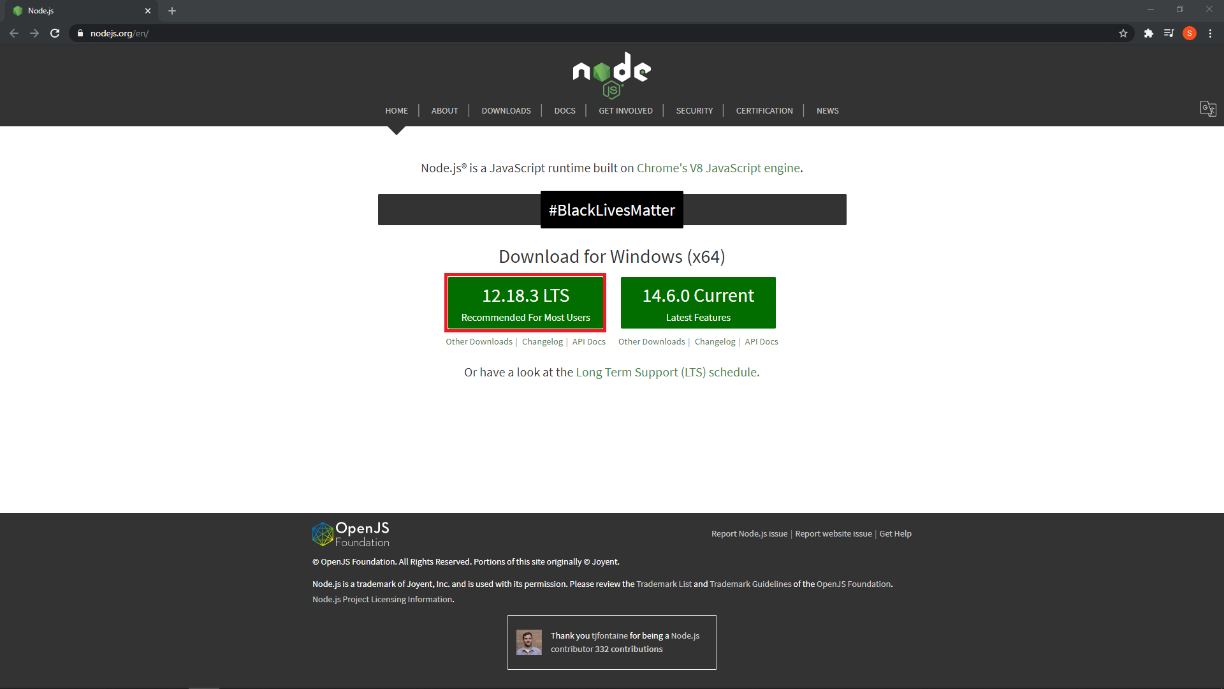 Node.js
nodejs.org/en/
S
node
JS
HOME
ABOUT
DOWNLOADS
DOCS
GET INVOLVED
SECURITY
CERTIFICATION
NEWS
Node.js® is a JavaScript runtime built on Chrome's V8 JavaScript engine.
#BlackLivesMatter
Download for Windows (x64)
12.18.3 LTS
Recommended For Most Users
14.6.0 Current
Latest Features
Other Downloads | Changelog | API Docs
Other Downloads | Changelog | API Docs
Or have a look at the Long Term Support (LTS) schedule.
OpenJS
Foundation
Report Node.js issue | Report website issue | Get Help
© OpenJS Foundation. All Rights Reserved. Portions of this site originally © Joyent.
Node.js is a trademark of Joyent, Inc. and is used with its permission. Please review the Trademark List and Trademark Guidelines of the OpenJS Foundation.
Node.js Project Licensing Information.
Thank you tjfontaine for being a Node.js
contributor 332 contributions